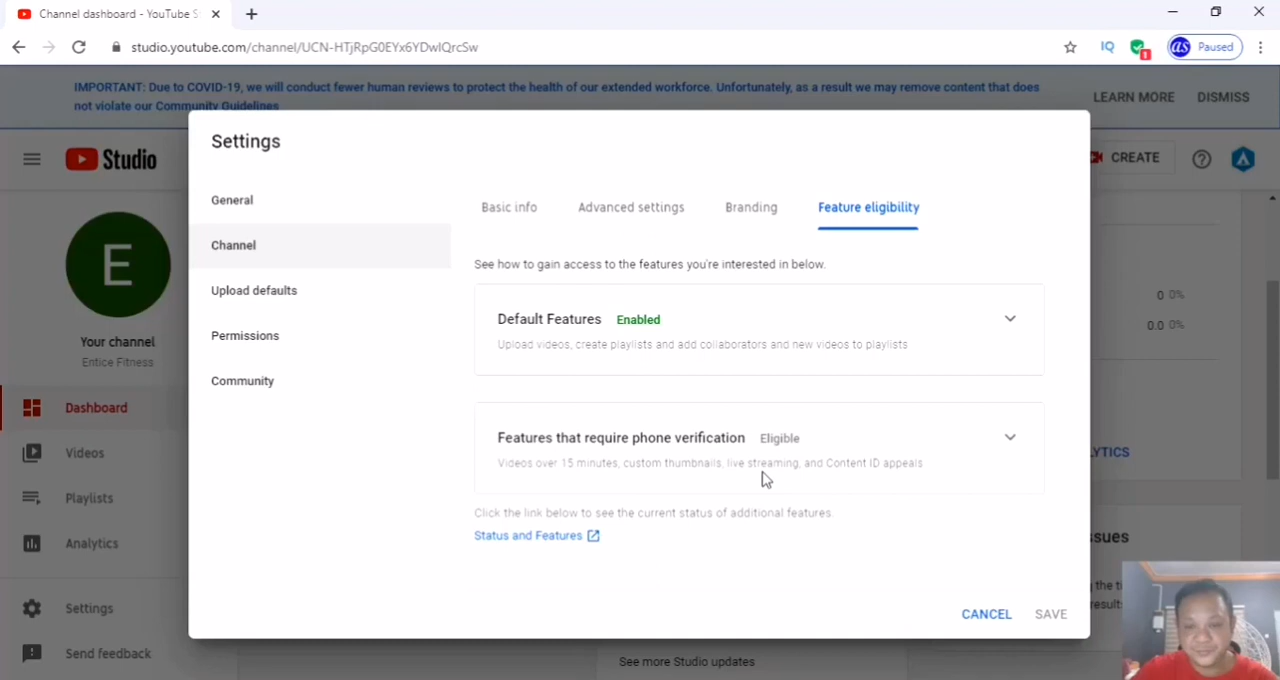 Channel dashboard - YouTube S
studio.youtube.com/channel/UCN-HTjRpG0EYx6YDwIQrcSw
IQ
as Paused
IMPORTANT: Due to COVID-19, we will conduct fewer human reviews to protect the health of our extended workforce. Unfortunately, as a result we may remove content that does
not violate our Community Guidelines
LEARN MORE DISMISS
Studio
CREATE
Settings
General
Channel
Upload defaults
Permissions
Community
Basic info Advanced settings Branding Feature eligibility
See how to gain access to the features you're interested in below.
Default Features Enabled
Upload videos, create playlists and add collaborators and new videos to playlists
Features that require phone verification Eligible
Videos over 15 minutes, custom thumbnails, live streaming, and Content ID appeals
Click the link below to see the current status of additional features.
Status and Features
CANCEL SAVE
E
Your channel
Entice Fitness
Dashboard
Videos
Playlists
Analytics
Settings
Send feedback
0 0%
0.0 0%
YTICS
ssues
g the ti
results
See more Studio updates